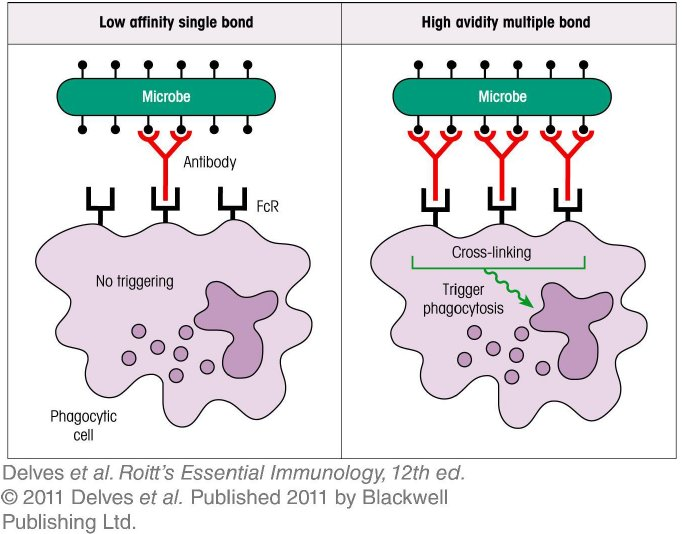 Low affinity single bond
High avidity multiple bond
Microbe
Antibody
FcR
No triggering
Phagocytic
cell
Microbe
Cross-linking
Trigger
phagocytosis
Delves et al. Roitt's Essential Immunology, 12th ed.
© 2011 Delves et al. Published 2011 by Blackwell
Publishing Ltd.